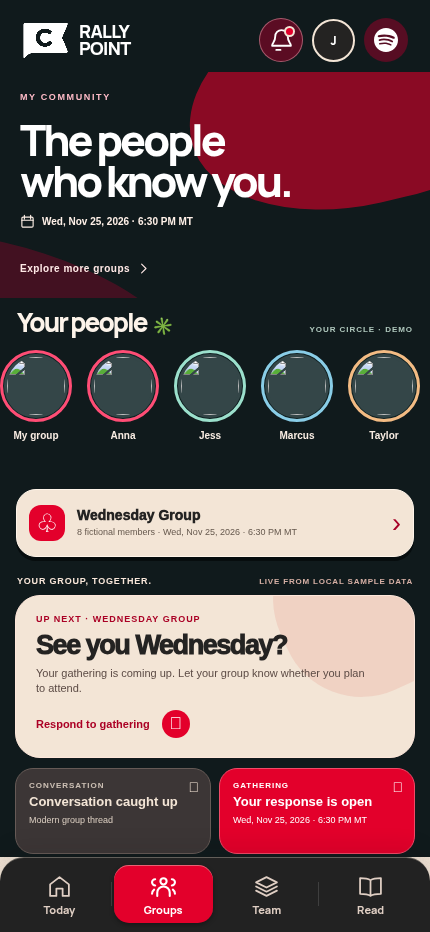 C RALLY
POINT
J
MY COMMUNITY
The people
who know you.
Wed, Nov 25, 2026 · 6:30 PM MT
Explore more groups
Your people
YOUR CIRCLE · DEMO
My group
Anna
Jess
Marcus
Taylor
Wednesday Group
8 fictional members · Wed, Nov 25, 2026 · 6:30 PM MT
YOUR GROUP, TOGETHER.
LIVE FROM LOCAL SAMPLE DATA
UP NEXT · WEDNESDAY GROUP
See you Wednesday?
Your gathering is coming up. Let your group know whether you plan
to attend.
Respond to gathering
CONVERSATION
Conversation caught up
Modern group thread
GATHERING
Your response is open
Wed, Nov 25, 2026 · 6:30 PM MT
Today
Groups
Team
Read